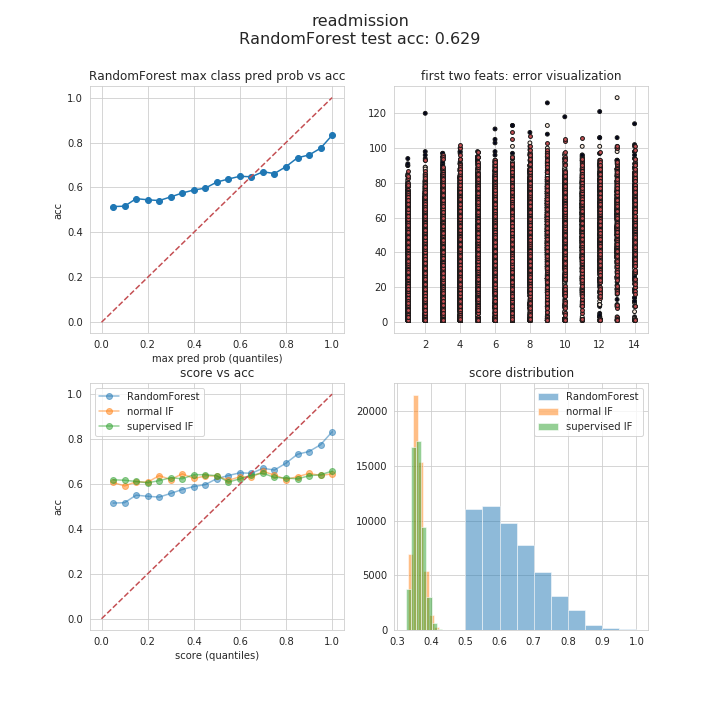 readmission
RandomForest test acc: 0.629
RandomForest max class pred prob vs acc
1.0
0.8
0.6
0.4
0.2
0.0
acc
0.0 0.2 0.4 0.6 0.8 1.0
max pred prob (quantiles)
first two feats: error visualization
120
100
80
60
40
20
0
2 4 6 8 10 12 14
score vs acc
RandomForest
normal IF
supervised IF
1.0
0.8
0.6
0.4
0.2
0.0
acc
0.0 0.2 0.4 0.6 0.8 1.0
score (quantiles)
score distribution
RandomForest
normal IF
supervised IF
20000
15000
10000
5000
0
0.3 0.4 0.5 0.6 0.7 0.8 0.9 1.0